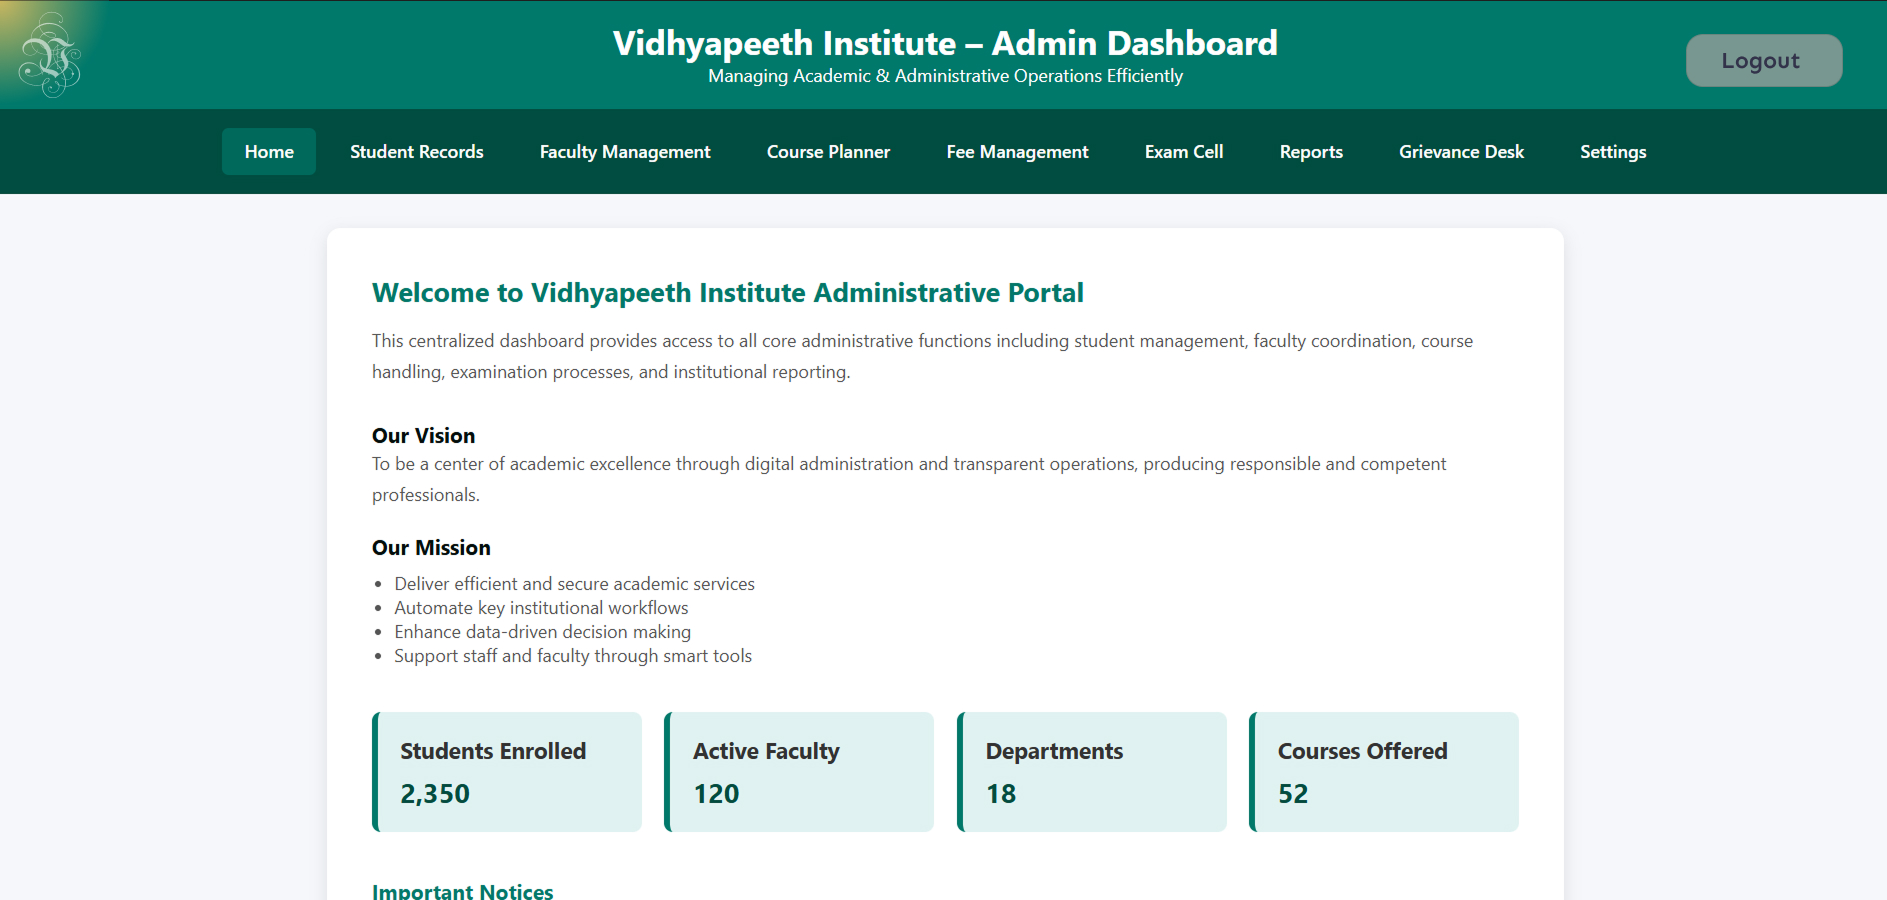 Vidhyapeeth Institute – Admin Dashboard
Managing Academic & Administrative Operations Efficiently
Logout
Home Student Records Faculty Management Course Planner Fee Management Exam Cell Reports Grievance Desk Settings
Welcome to Vidhyapeeth Institute Administrative Portal
This centralized dashboard provides access to all core administrative functions including student management, faculty coordination, course
handling, examination processes, and institutional reporting.
Our Vision
To be a center of academic excellence through digital administration and transparent operations, producing responsible and competent
professionals.
Our Mission
• Deliver efficient and secure academic services
• Automate key institutional workflows
• Enhance data-driven decision making
• Support staff and faculty through smart tools
Students Enrolled
2,350
Active Faculty
120
Departments
18
Courses Offered
52
Important Notices